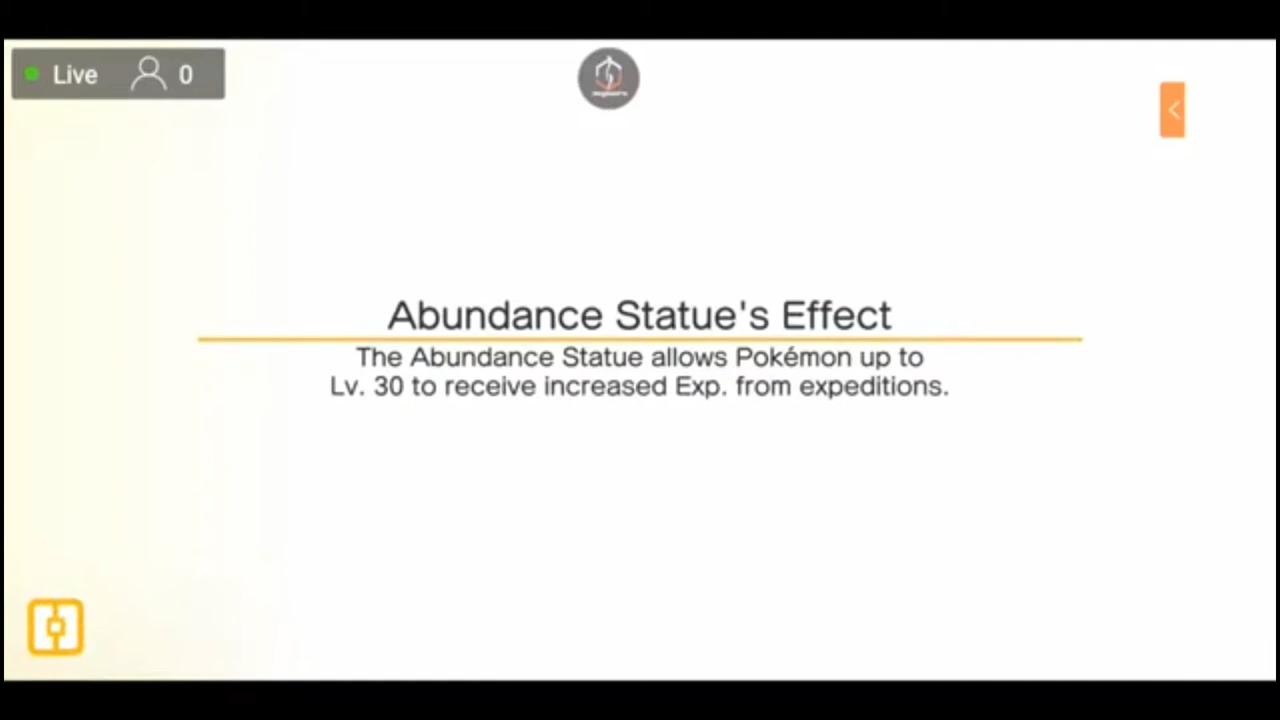 Live 0
Abundance Statue's Effect
The Abundance Statue allows Pokémon up to
Lv. 30 to receive increased Exp. from expeditions.